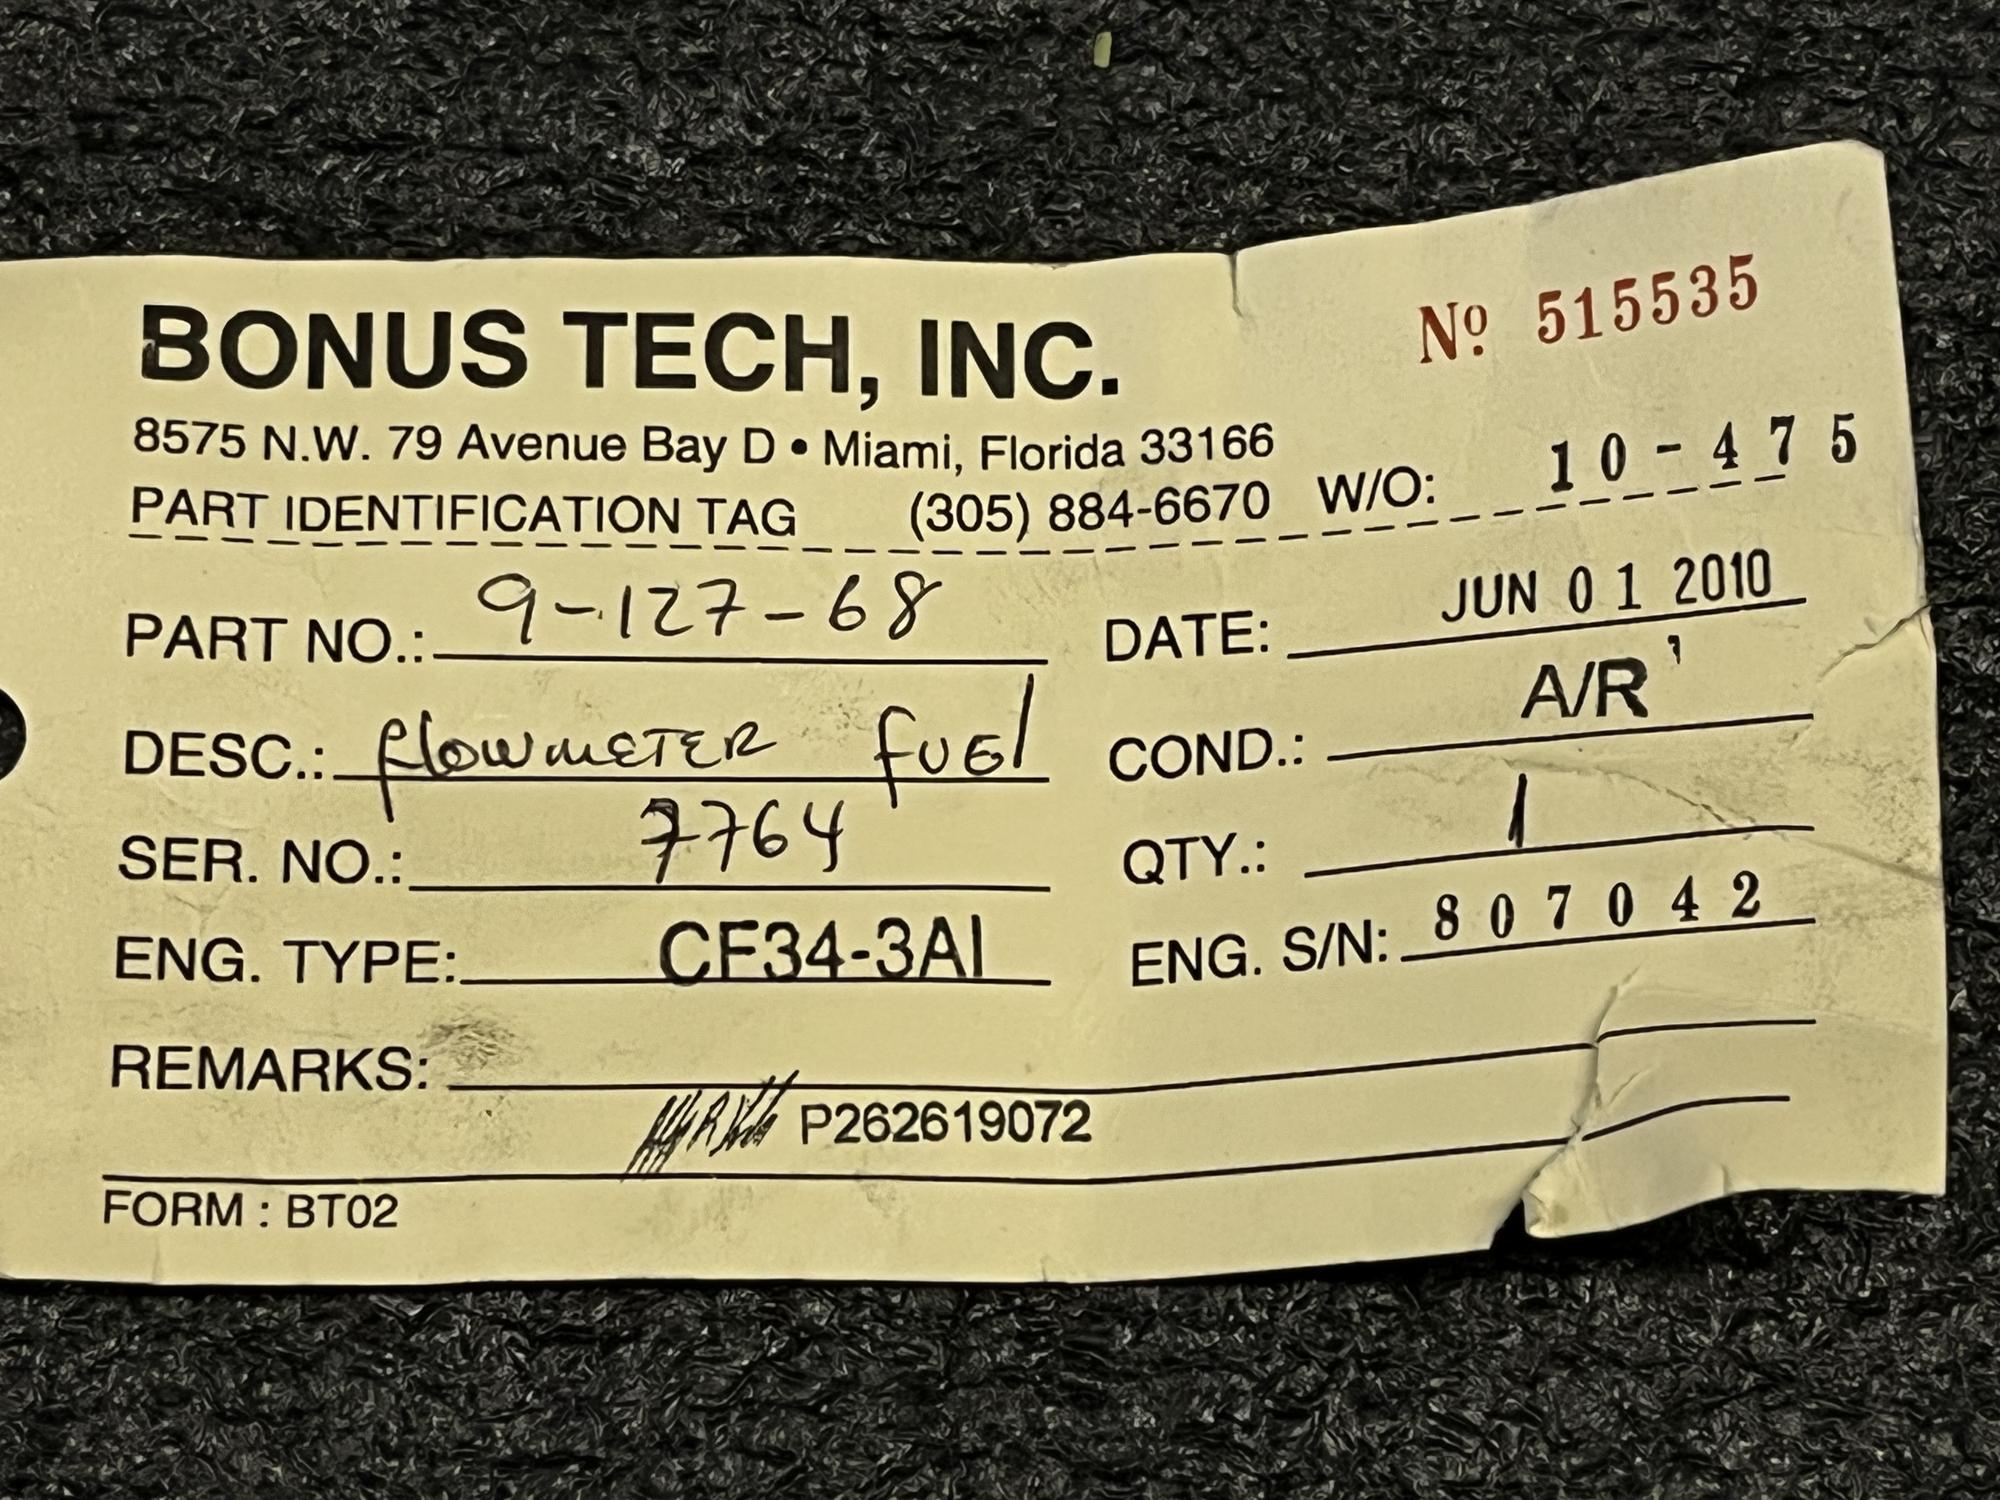 BONUS TECH, INC.
Nº 515535
8575 N.W. 79 Avenue Bay D • Miami, Florida 33166
PART IDENTIFICATION TAG (305) 884-6670 W/O: 10-475
PART NO.: 9-127-68
DATE: JUN 01 2010
DESC.: flowmETER fuel
COND.: A/R
SER. NO.: 7764
QTY.: 1
ENG. TYPE: CF34-3A1
ENG. S/N: 807042
REMARKS:
P262619072
FORM : BT02